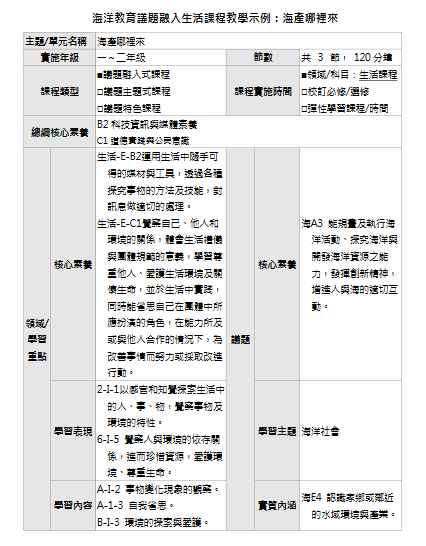 海洋教育議題融入生活課程教學示例：海產哪裡來
主題/單元名稱 海產哪裡來
實施年級 一～二年級 節數 共 3 節， 120分鐘
課程類型 ■議題融入式課程
□議題主題式課程
□議題特色課程
課程實施時間 ■領域/科目：生活課程
□校訂必修/選修
□彈性學習課程/時間
總綱核心素養 B2 科技資訊與媒體素養
C1 道德實踐與公民意識
領域/
學習
重點
核心素養
生活-E-B2運用生活中隨手可
得的媒材與工具，透過各種
探究事物的方法及技能，對
訊息做適切的處理。
生活-E-C1覺察自己、他人和
環境的關係，體會生活禮儀
與團體規範的意義，學習尊
重他人、愛護生活環境及關
懷生命，並於生活中實踐，
同時能省思自己在團體中所
應扮演的角色，在能力所及
或與他人合作的情況下，為
改善事情而努力或採取改進
行動。
議題
核心素養
海A3 能規畫及執行海
洋活動、探究海洋與
開發海洋資源之能
力，發揮創新精神，
增進人與海的適切互
動。
學習表現
2-I-1以感官和知覺探索生活中
的人、事、物，覺察事物及
環境的特性。
6-I-5 覺察人與環境的依存關
係，進而珍惜資源，愛護環
境、尊重生命。
學習主題 海洋社會
學習內容
A-I-2 事物變化現象的觀察。
A-1-3 自我省思。
B-I-3 環境的探索與愛護。
實質內涵
海E4 認識家鄉或鄰近
的水域環境與產業。